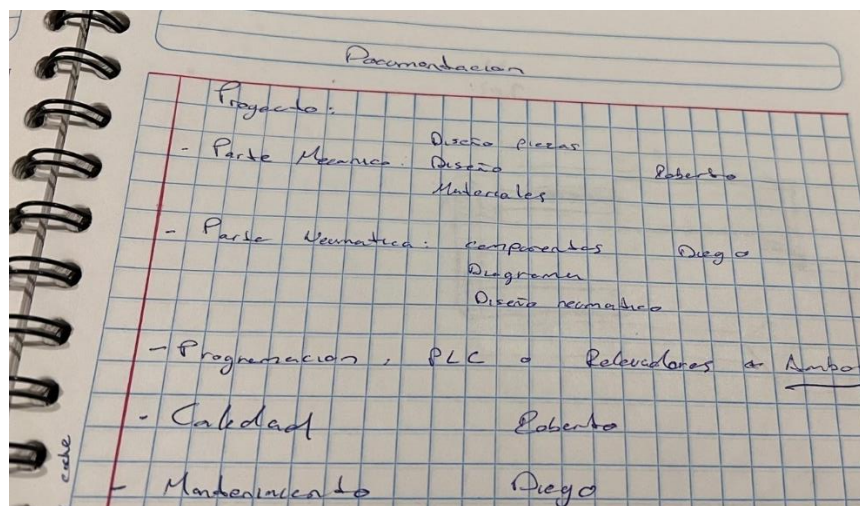 Documentacion
Proyecto:
Diseño piezas
- Parte Mecanica: Diseño Roberto
Materiales
- Parte Neumatica: componentes Diego
Diagrama
Diseño neumatico
- Programacion, PLC o Relevadores Ambo
- Calidad Roberto
- Mantenimiento Diego